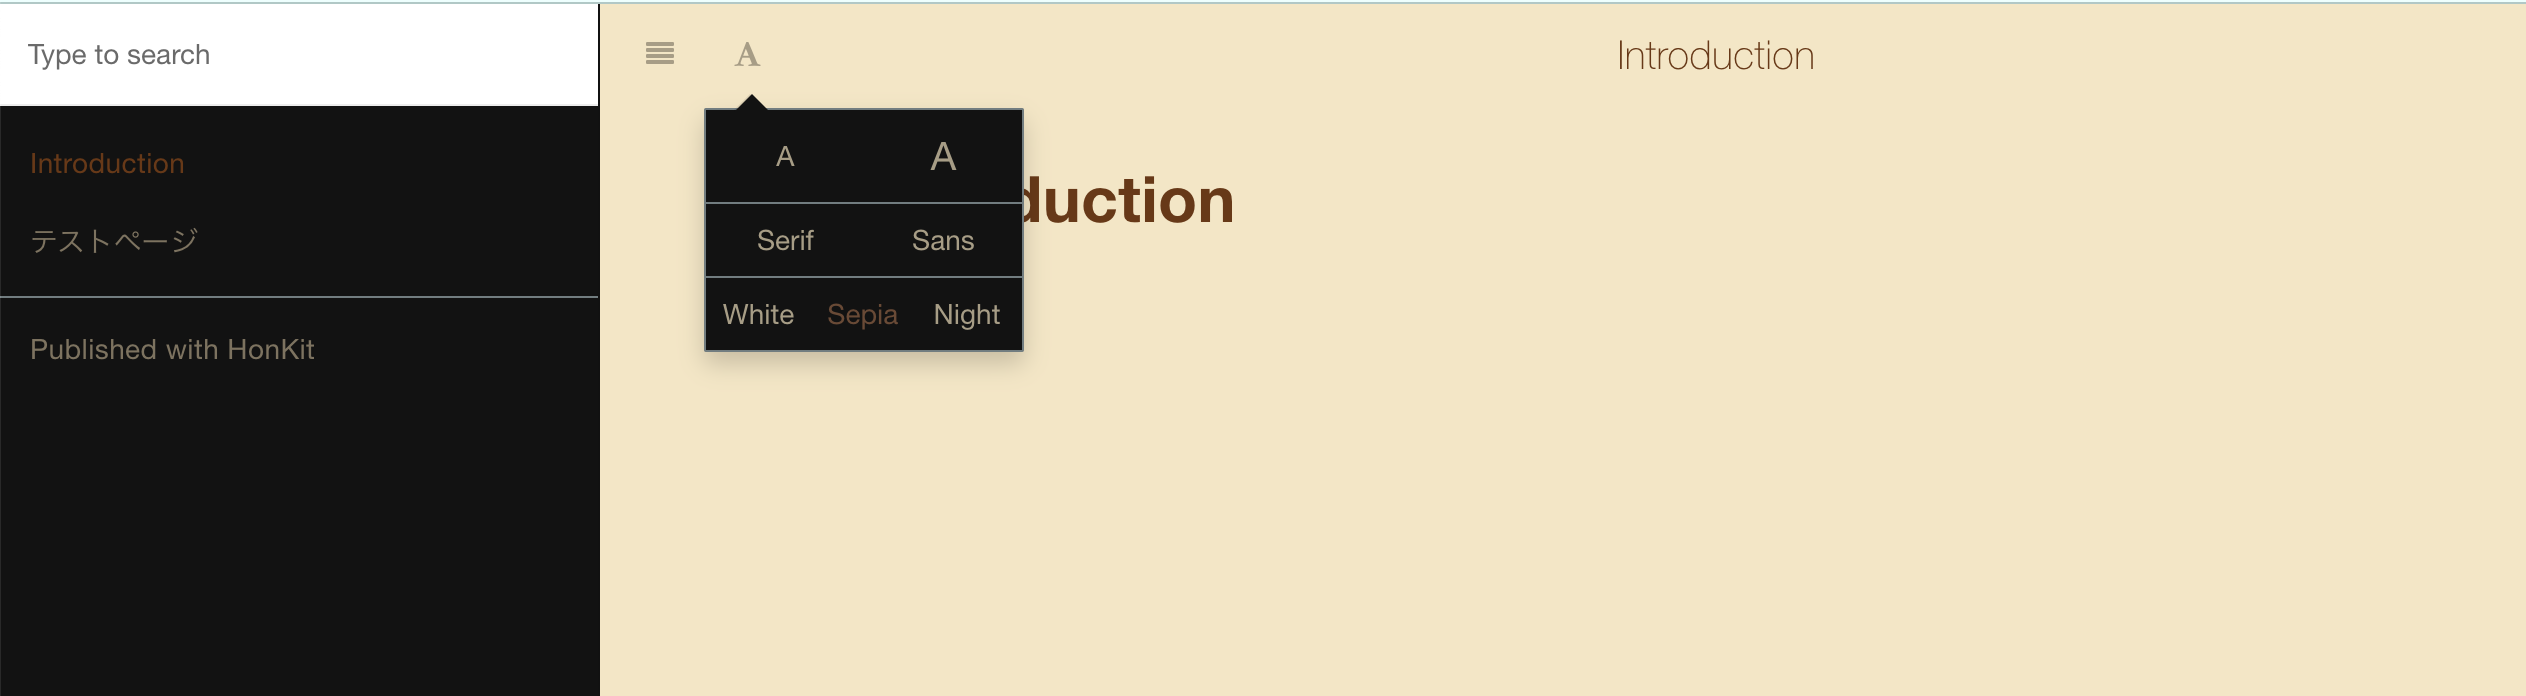 Type to search
Introduction
テストページ
Published with HonKit
A
Introduction
A A
Serif Sans
White Sepia Night
duction